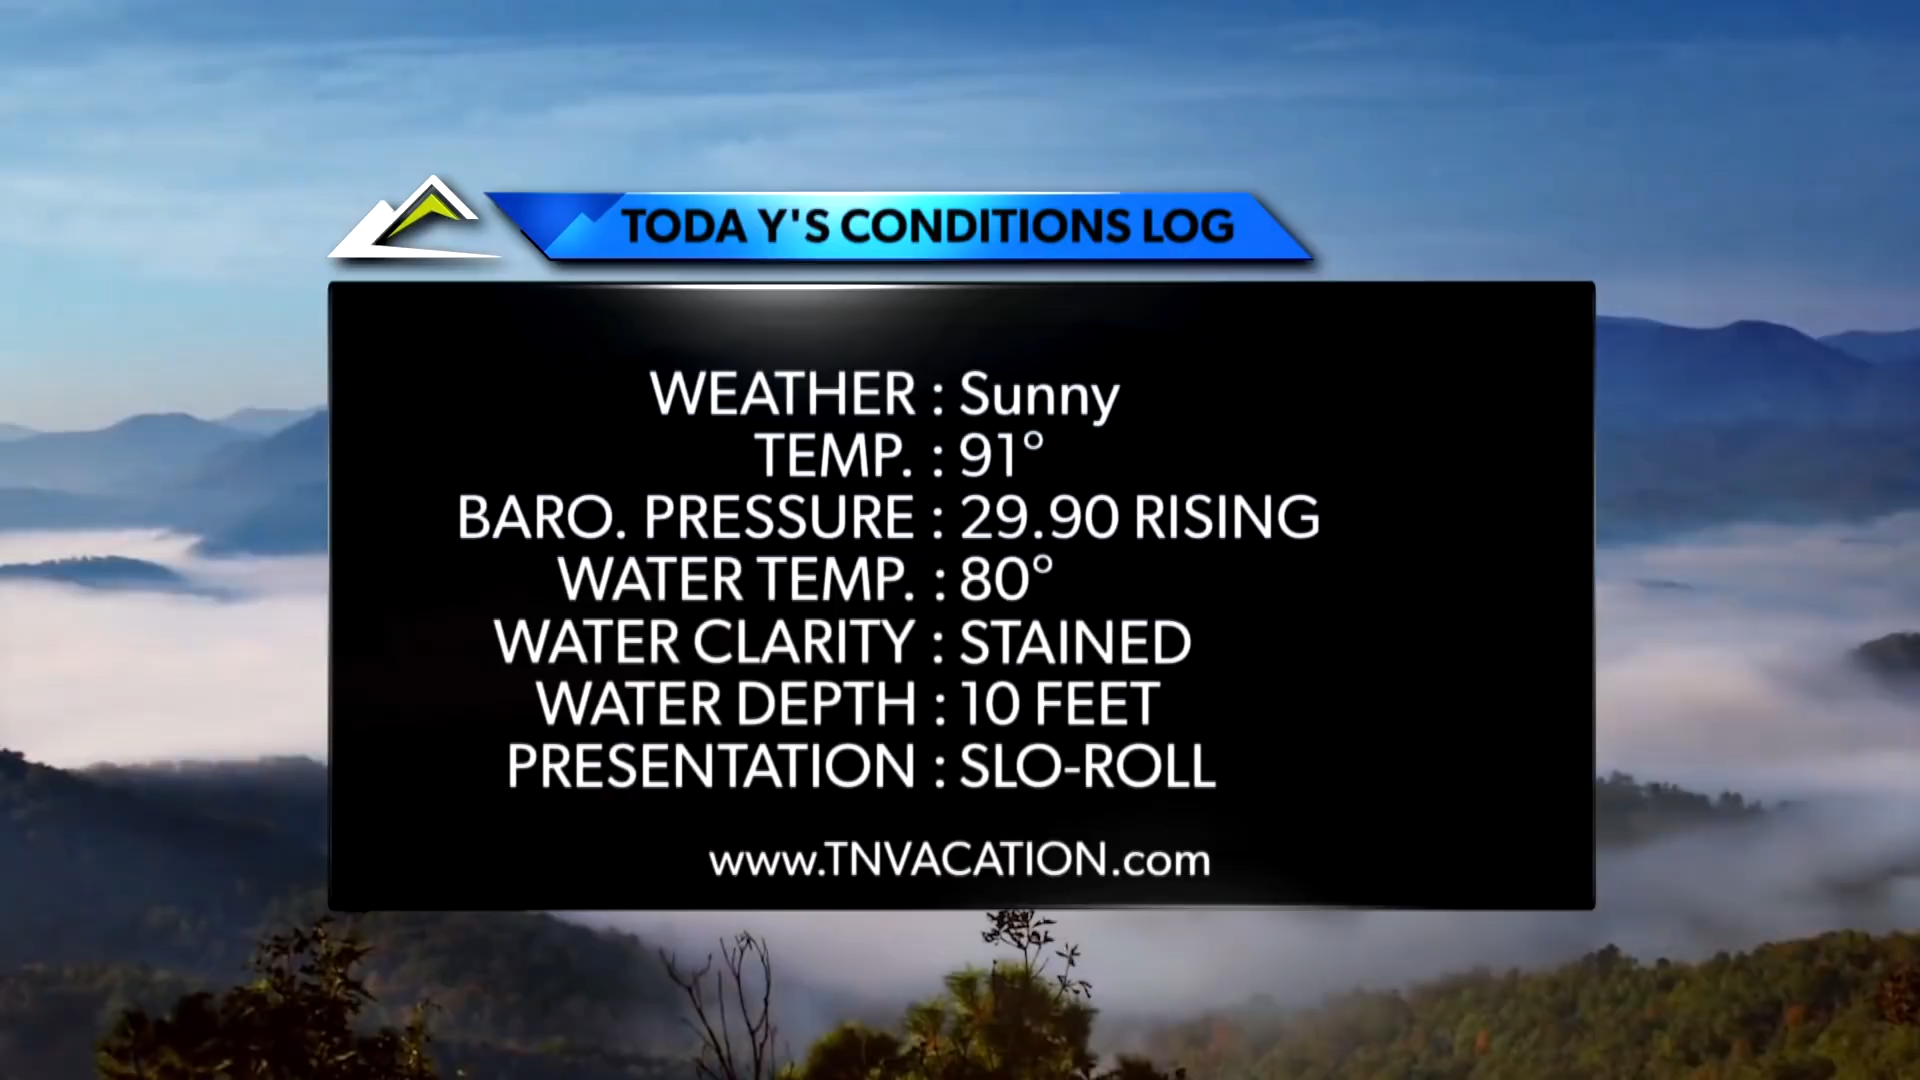 TODA Y'S CONDITIONS LOG
WEATHER : Sunny
TEMP. : 91°
BARO. PRESSURE : 29.90 RISING
WATER TEMP. : 80°
WATER CLARITY : STAINED
WATER DEPTH : 10 FEET
PRESENTATION : SLO-ROLL
www.TNVACATION.com